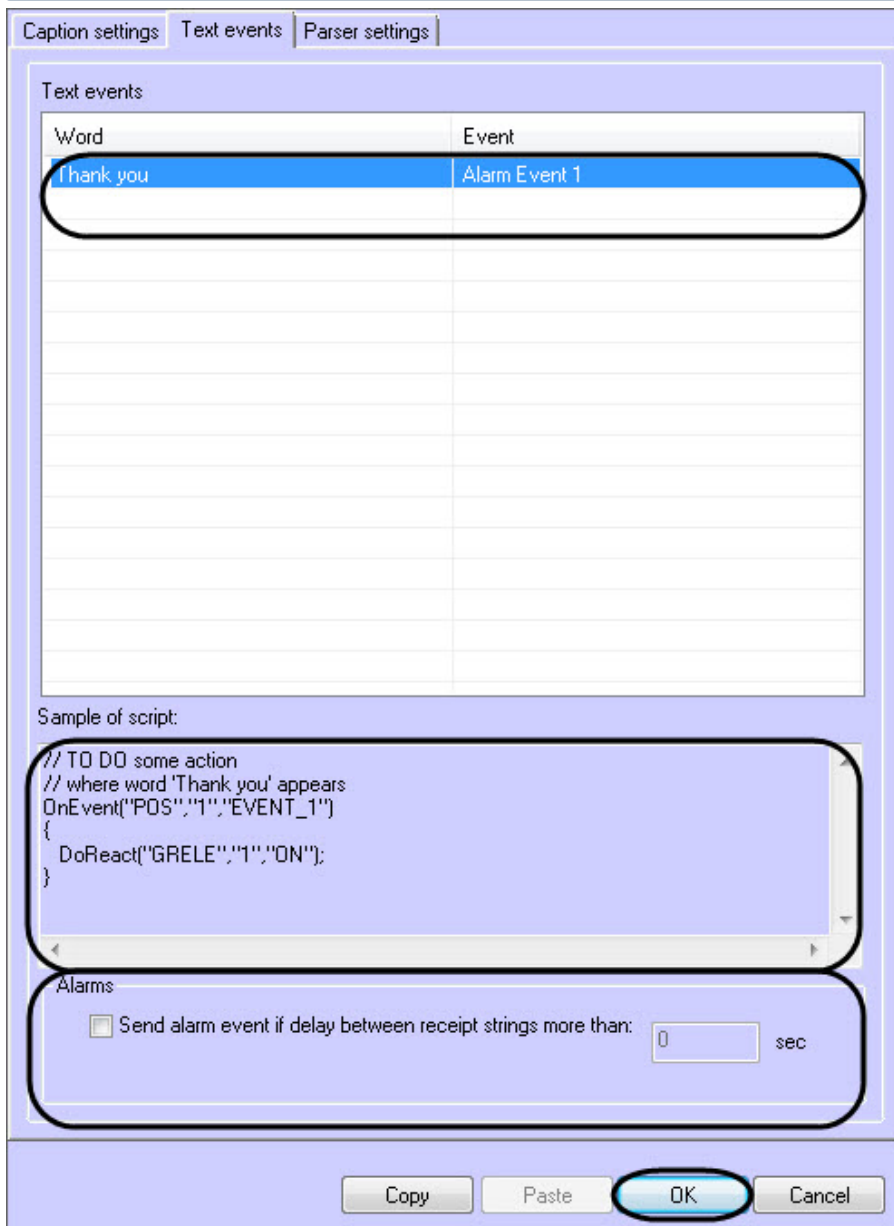 Caption settings Text events Parser settings
Text events
Word Event
Thank you Alarm Event 1
Sample of script:
// TO DO some action
// where word 'Thank you' appears
OnEvent("POS","1","EVENT_1")
{
DoReact("GRELE","1","ON");
}
Alarms
Send alarm event if delay between receipt strings more than: 0 sec
Copy Paste OK Cancel